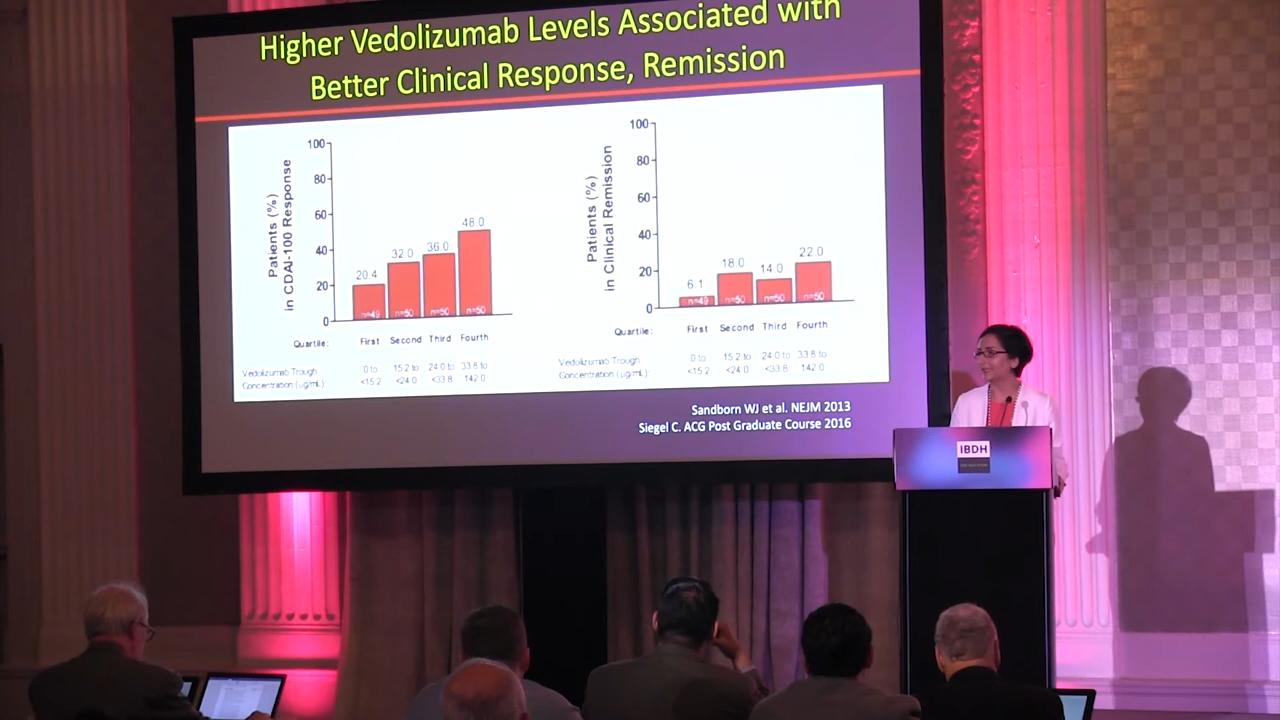 Higher Vedolizumab Levels Associated with
Better Clinical Response, Remission
Patients (%)
in CDAI-100 Response
100
80
60
40
20
0
20.4
32.0
36.0
48.0
n=49
n=50
n=50
n=50
Quartile:
First
Second
Third
Fourth
Vedolizumab Trough
Concentration (ug/mL):
0 to
<15.2
15.2 to
<24.0
24.0 to
<33.8
33.8 to
142.0
Patients (%)
in Clinical Remission
100
80
60
40
20
0
6.1
18.0
14.0
22.0
n=49
n=50
n=50
n=50
Quartile:
First
Second
Third
Fourth
Vedolizumab Trough
Concentration (ug/mL):
0 to
<15.2
15.2 to
<24.0
24.0 to
<33.8
33.8 to
142.0
Sandborn WJ et al. NEJM 2013
Siegel C. ACG Post Graduate Course 2016
IBDH